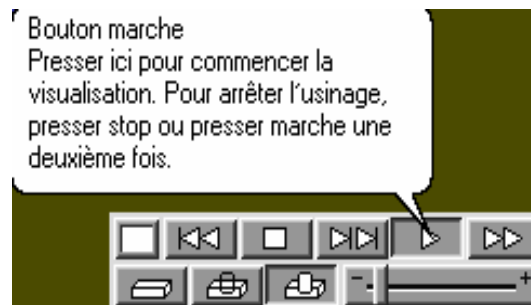 Bouton marche
Presser ici pour commencer la
visualisation. Pour arrêter l'usinage,
presser stop ou presser marche une
deuxième fois.
- +